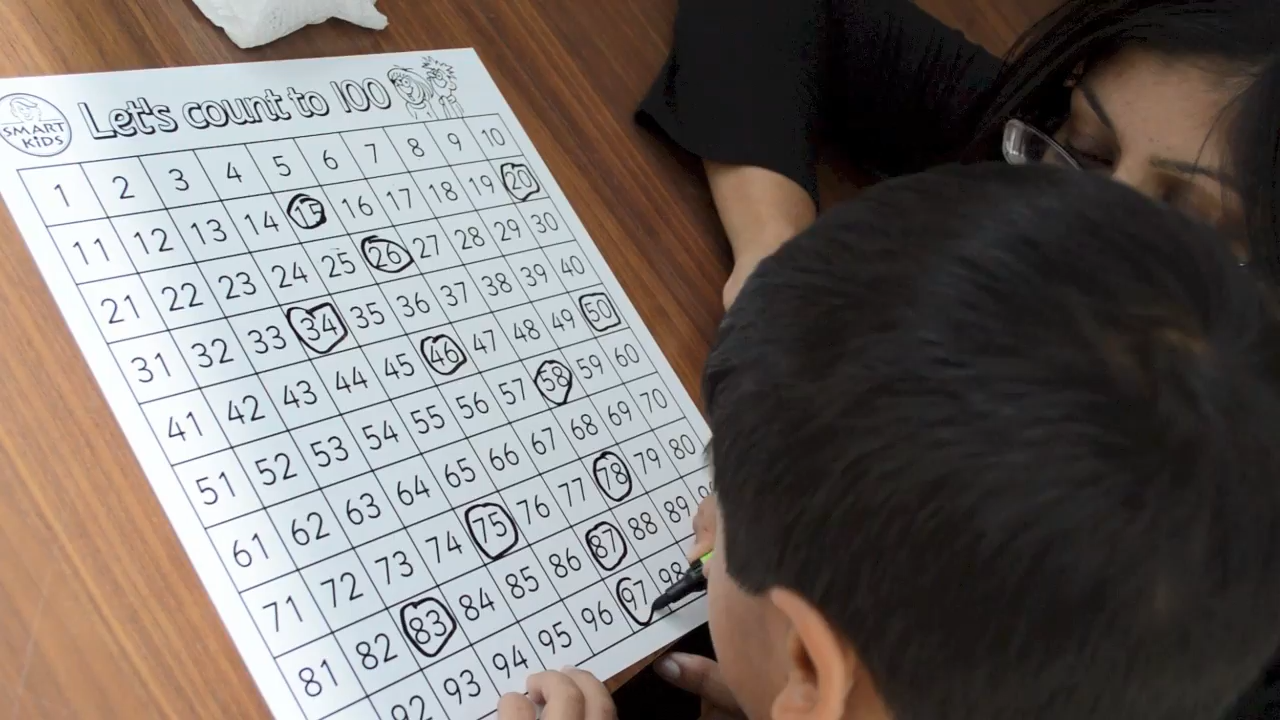 SMART
KIDS
Let's count to 100
1 2 3 4 5 6 7 8 9 10
11 12 13 14 15 16 17 18 19 20
21 22 23 24 25 26 27 28 29 30
31 32 33 34 35 36 37 38 39 40
41 42 43 44 45 46 47 48 49 50
51 52 53 54 55 56 57 58 59 60
61 62 63 64 65 66 67 68 69 70
71 72 73 74 75 76 77 78 79 80
81 82 83 84 85 86 87 88 89
92 93 94 95 96 97 98